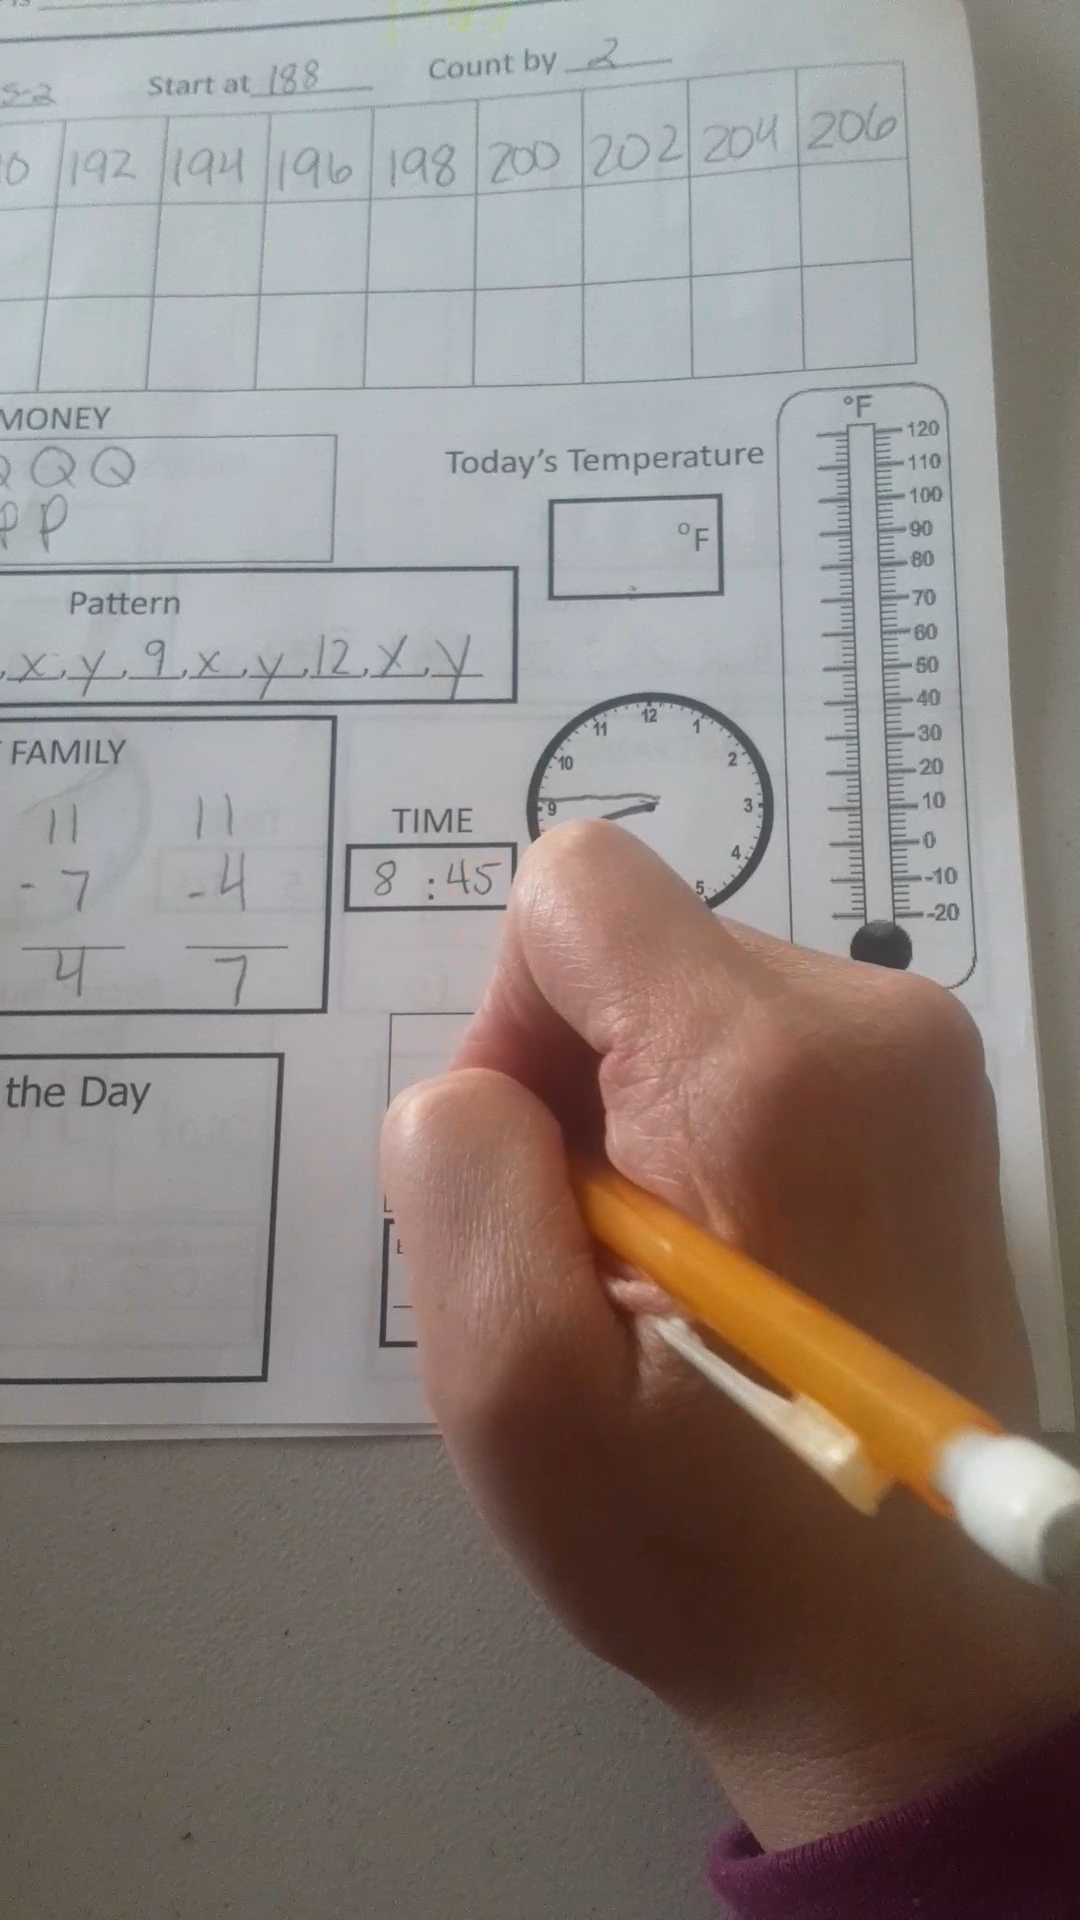 Start at 188 Count by 2
192 194 196 198 200 202 204 206
MONEY
Q Q
P
Today's Temperature
°F
°F
120
110
100
90
80
70
60
50
40
30
20
10
0
-10
-20
Pattern
x, y, 9, x, y, 12, x, y
FAMILY
11 11
- 7 - 4
4 7
TIME
8 : 45
12
11 1
10 2
9 3
4
5
the Day